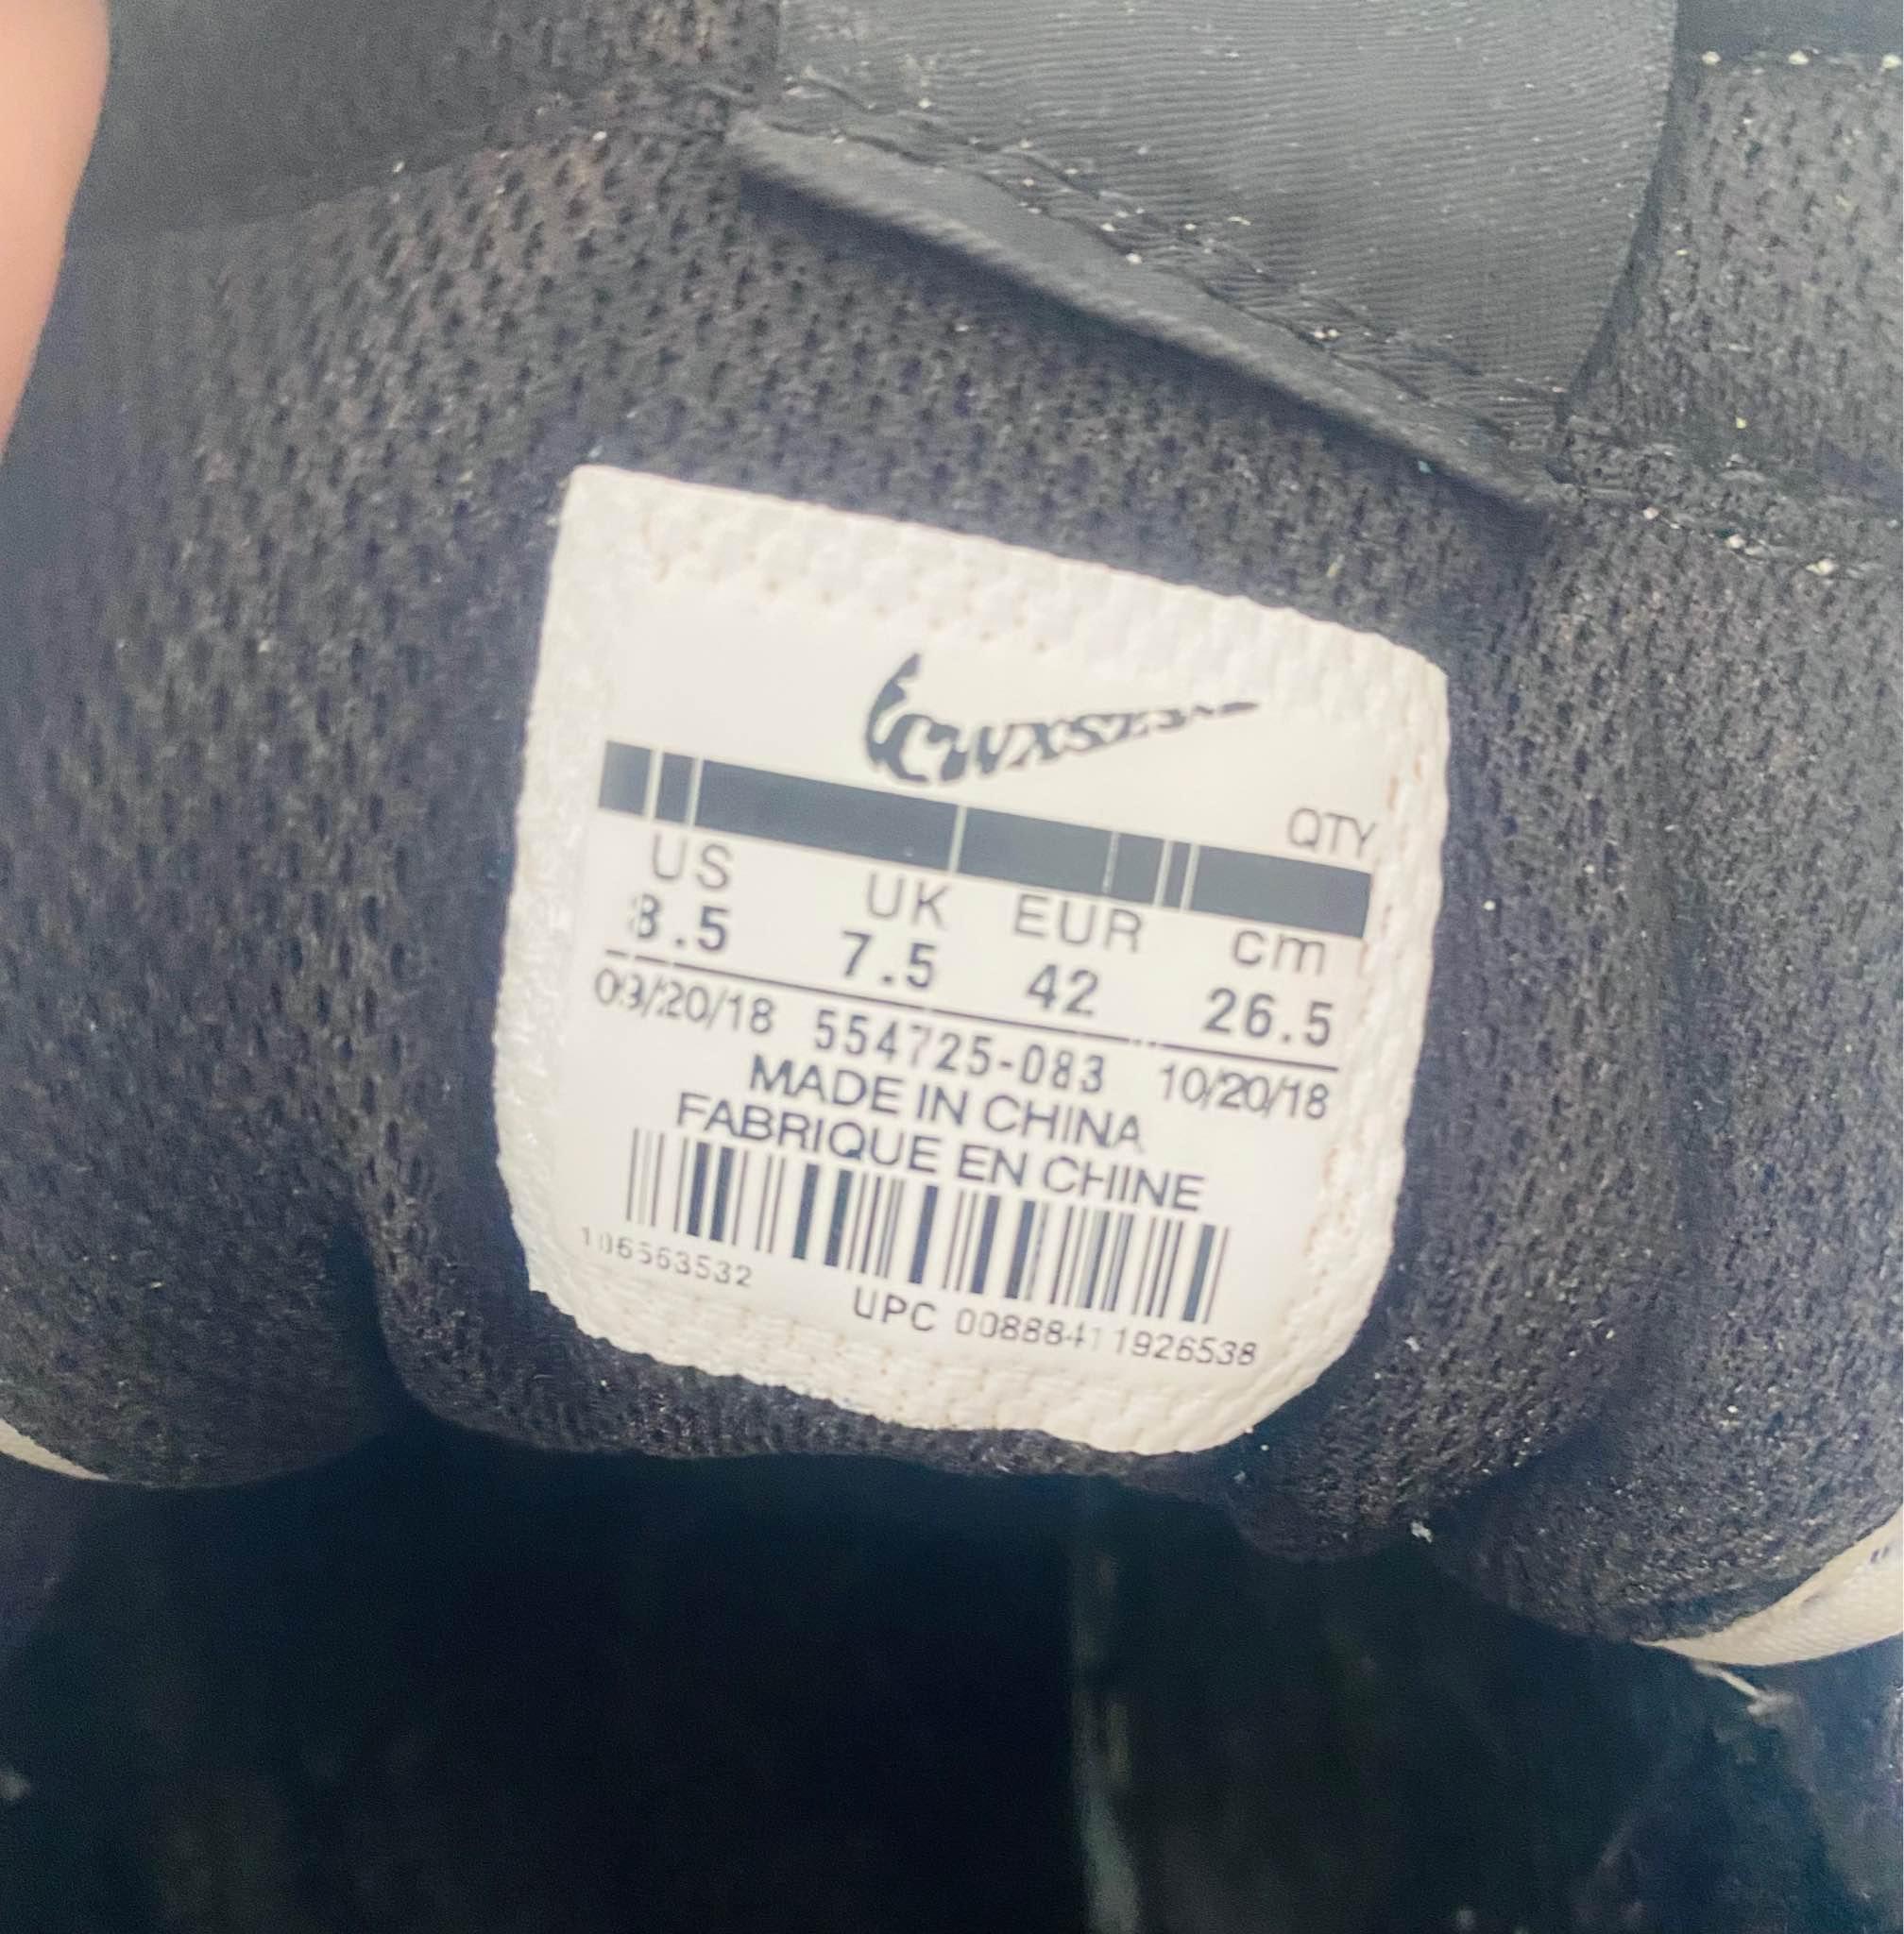 QTY
US UK EUR cm
8.5 7.5 42 26.5
09/20/18 554725-083 10/20/18
MADE IN CHINA
FABRIQUE EN CHINE
106563532
UPC 00888411926538